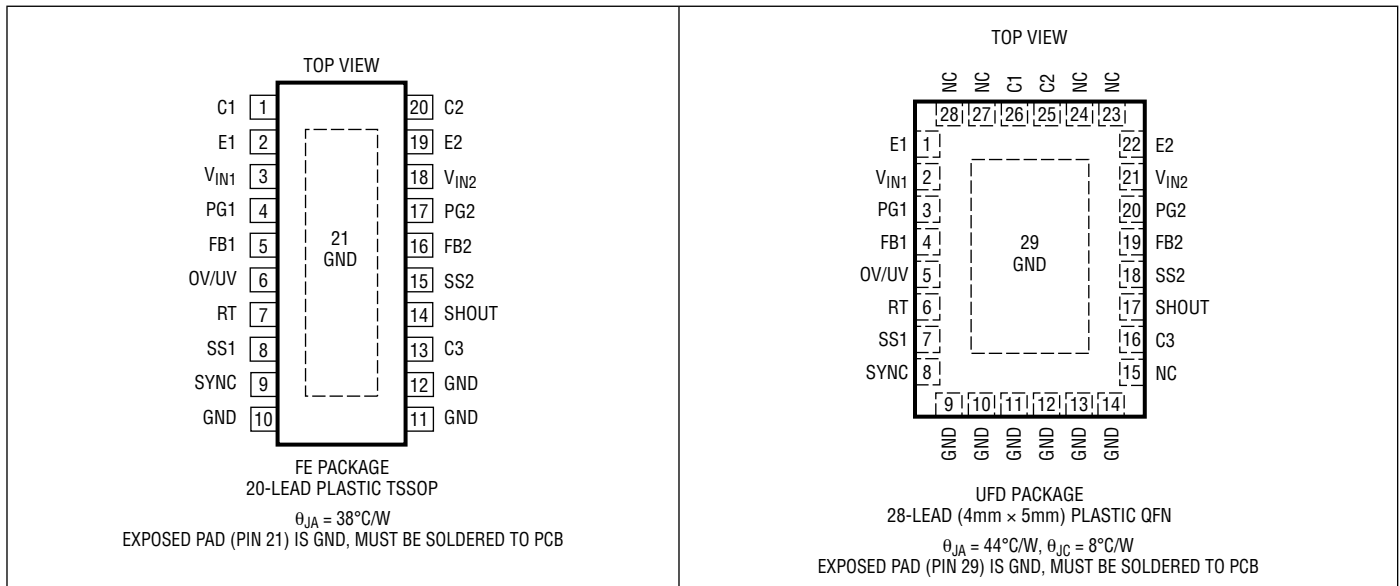 TOP VIEW
C1 1 20 C2
E1 2 19 E2
VIN1 3 18 VIN2
PG1 4 17 PG2
FB1 5 16 FB2
OV/UV 6 15 SS2
RT 7 14 SHOUT
SS1 8 13 C3
SYNC 9 12 GND
GND 10 11 GND
21
GND
FE PACKAGE
20-LEAD PLASTIC TSSOP
θJA = 38°C/W
EXPOSED PAD (PIN 21) IS GND, MUST BE SOLDERED TO PCB
TOP VIEW
NC NC C1 C2 NC NC
28 27 26 25 24 23
E1 1 22 E2
VIN1 2 21 VIN2
PG1 3 20 PG2
FB1 4 19 FB2
OV/UV 5 18 SS2
RT 6 17 SHOUT
SS1 7 16 C3
SYNC 8 15 NC
29
GND
9 10 11 12 13 14
GND GND GND GND GND GND
UFD PACKAGE
28-LEAD (4mm × 5mm) PLASTIC QFN
θJA = 44°C/W, θJC = 8°C/W
EXPOSED PAD (PIN 29) IS GND, MUST BE SOLDERED TO PCB